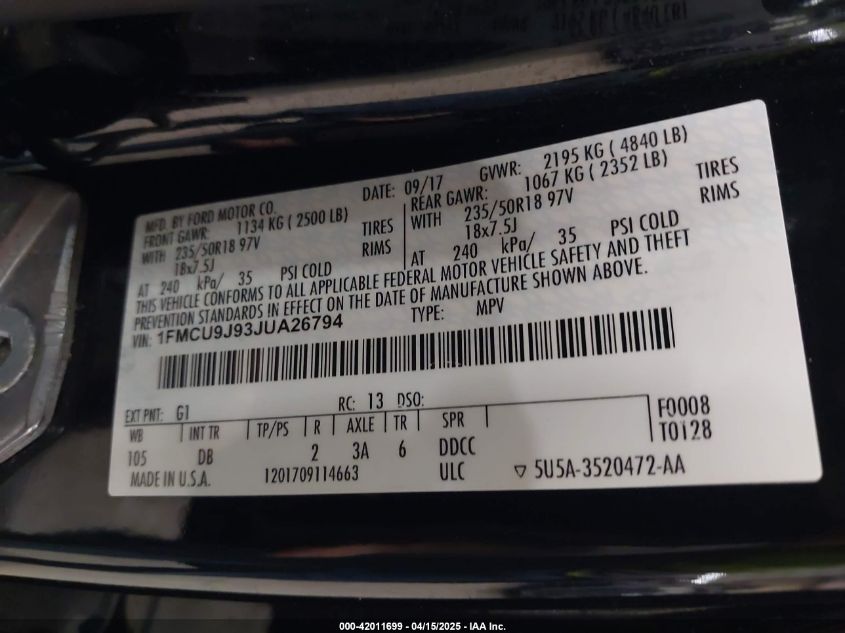 MFD. BY FORD MOTOR CO.
DATE: 09/17
GVWR: 2195 KG ( 4840 LB)
FRONT GAWR: 1134 KG ( 2500 LB)
REAR GAWR: 1067 KG ( 2352 LB)
WITH 235/50R18 97V TIRES
WITH 235/50R18 97V TIRES
18x7.5J RIMS
18x7.5J RIMS
AT 240 kPa/ 35 PSI COLD
AT 240 kPa/ 35 PSI COLD
THIS VEHICLE CONFORMS TO ALL APPLICABLE FEDERAL MOTOR VEHICLE SAFETY AND THEFT
PREVENTION STANDARDS IN EFFECT ON THE DATE OF MANUFACTURE SHOWN ABOVE.
VIN: 1FMCU9J93JUA26794
TYPE: MPV
EXT PNT: G1 RC: 13 DSO:
WB INT TR TP/PS R AXLE TR SPR
F0008
T0128
105 DB 2 3A 6 DDCC
MADE IN U.S.A. 1201709114663 ULC ▽ 5U5A-3520472-AA
000-42011699 - 04/15/2025 - IAA Inc.